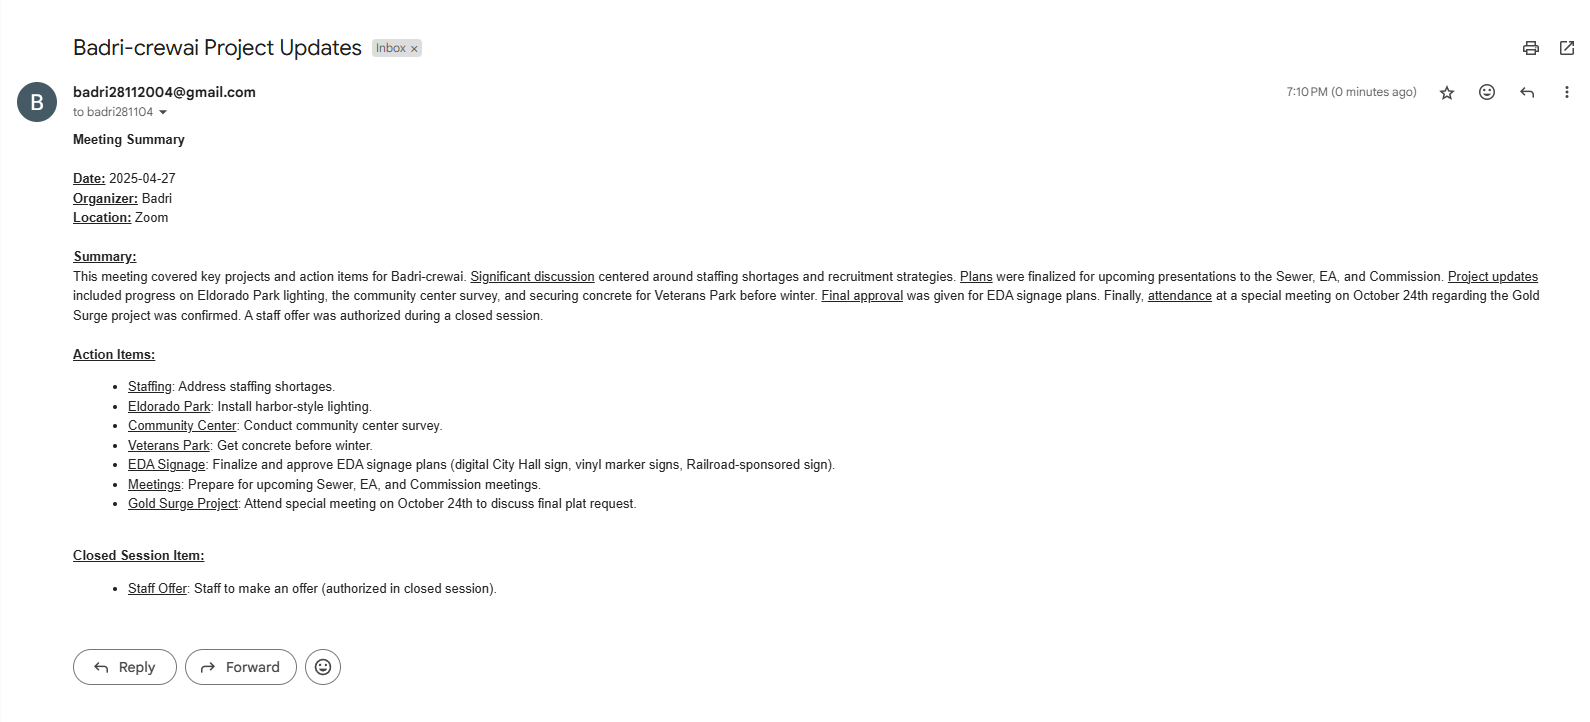 Badri-crewai Project Updates Inbox ×
B
badri28112004@gmail.com 7:10 PM (0 minutes ago)
to badri281104
Meeting Summary
Date: 2025-04-27
Organizer: Badri
Location: Zoom
Summary:
This meeting covered key projects and action items for Badri-crewai. Significant discussion centered around staffing shortages and recruitment strategies. Plans were finalized for upcoming presentations to the Sewer, EA, and Commission. Project updates
included progress on Eldorado Park lighting, the community center survey, and securing concrete for Veterans Park before winter. Final approval was given for EDA signage plans. Finally, attendance at a special meeting on October 24th regarding the Gold
Surge project was confirmed. A staff offer was authorized during a closed session.
Action Items:
• Staffing: Address staffing shortages.
• Eldorado Park: Install harbor-style lighting.
• Community Center: Conduct community center survey.
• Veterans Park: Get concrete before winter.
• EDA Signage: Finalize and approve EDA signage plans (digital City Hall sign, vinyl marker signs, Railroad-sponsored sign).
• Meetings: Prepare for upcoming Sewer, EA, and Commission meetings.
• Gold Surge Project: Attend special meeting on October 24th to discuss final plat request.
Closed Session Item:
• Staff Offer: Staff to make an offer (authorized in closed session).
Reply Forward